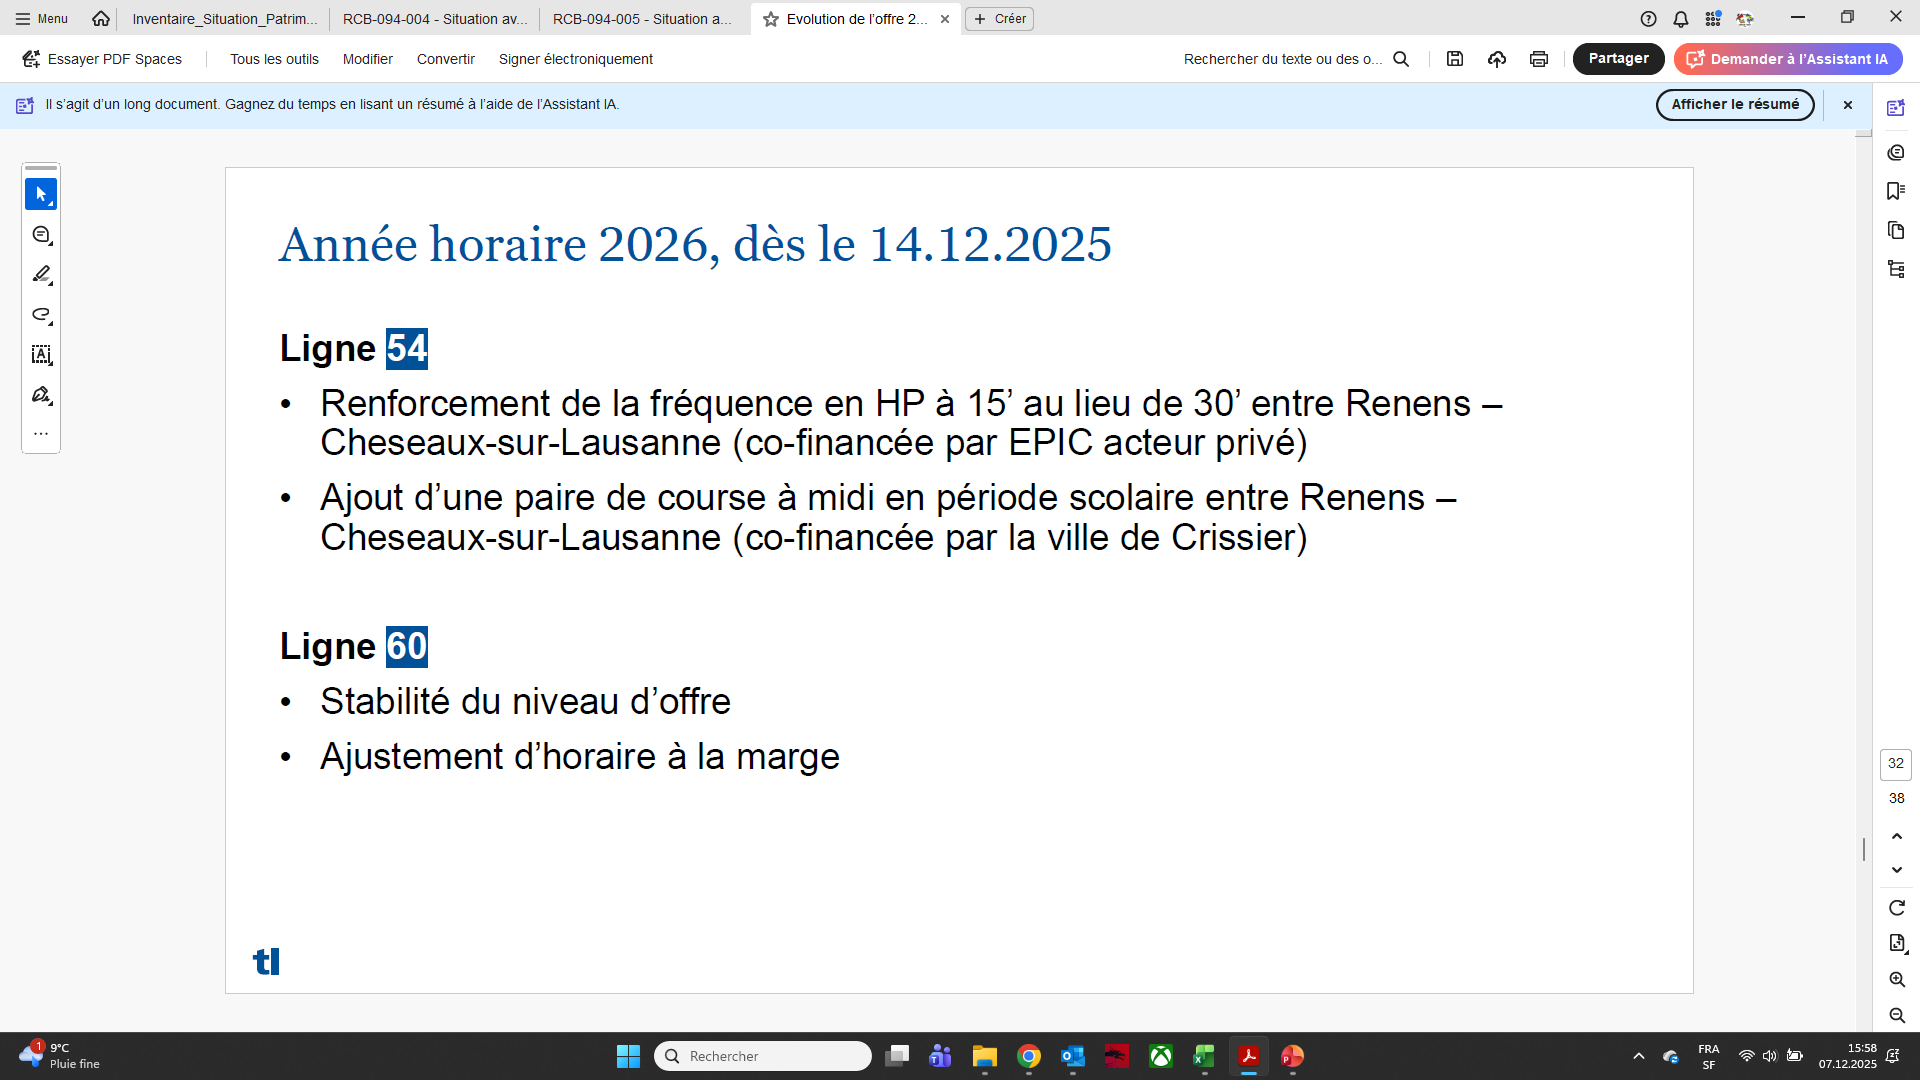 Menu
Inventaire_Situation_Patrim...
RCB-094-004 - Situation av...
RCB-094-005 - Situation a...
Evolution de l'offre 2...
Créer
Essayer PDF Spaces
Tous les outils
Modifier
Convertir
Signer électroniquement
Rechercher du texte ou des o...
Partager
Demander à l'Assistant IA
Il s'agit d'un long document. Gagnez du temps en lisant un résumé à l'aide de l'Assistant IA.
Afficher le résumé
Année horaire 2026, dès le 14.12.2025
Ligne 54
• Renforcement de la fréquence en HP à 15’ au lieu de 30’ entre Renens –
Cheseaux-sur-Lausanne (co-financée par EPIC acteur privé)
• Ajout d’une paire de course à midi en période scolaire entre Renens –
Cheseaux-sur-Lausanne (co-financée par la ville de Crissier)
Ligne 60
• Stabilité du niveau d’offre
• Ajustement d’horaire à la marge
tl
32
38
1
9°C
Pluie fine
Rechercher
FRA
SF
15:58
07.12.2025